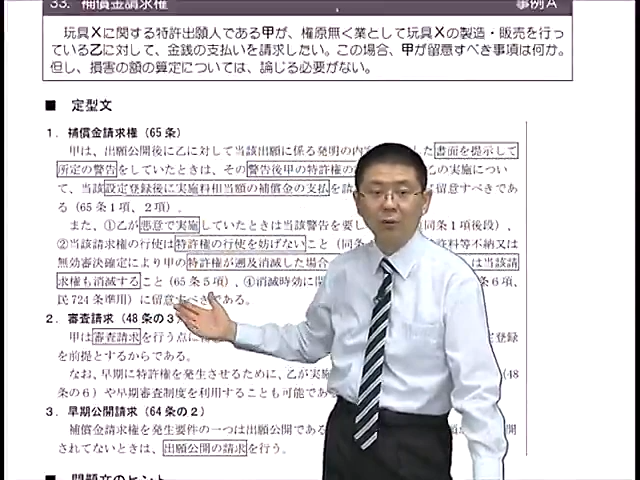 33. 補償金請求権 事例A
玩具Xに関する特許出願人である甲が、権原無く業として玩具Xの製造・販売を行っ
ている乙に対して、金銭の支払いを請求したい。この場合、甲が留意すべき事項は何か。
但し、損害の額の算定については、論じる必要がない。
■ 定型文
1. 補償金請求権（65条）
甲は、出願公開後に乙に対して当該出願に係る発明の内 した書面を提示して
所定の警告をしていたときは、その警告後甲の特許権の 乙の実施につい
て、当該設定登録後に実施料相当額の補償金の支払を請 留意すべきであ
る（65条1項、2項）.
また、①乙が悪意で実施していたときは当該警告を要し 同条1項後段）、
②当該請求権の行使は特許権の行使を妨げないこと（同条 許料等不納又は
無効審決確定により甲の特許権が遡及消滅した場合 は当該請
求権も消滅すること（65条5項）、④消滅時効に関 条6項、
民724条準用）に留意すべきである。
2. 審査請求（48条の3）
甲は審査請求を行う点に 定登録
を前提とするからである。
なお、早期に特許権を発生させるために、乙が実施 （48
条の6）や早期審査制度を利用することも可能であ
3. 早期公開請求（64条の2）
補償金請求権を発生要件の一つは出願公開である 公開
されてないときは、出願公開の請求を行う。
■ 問題文のヒント